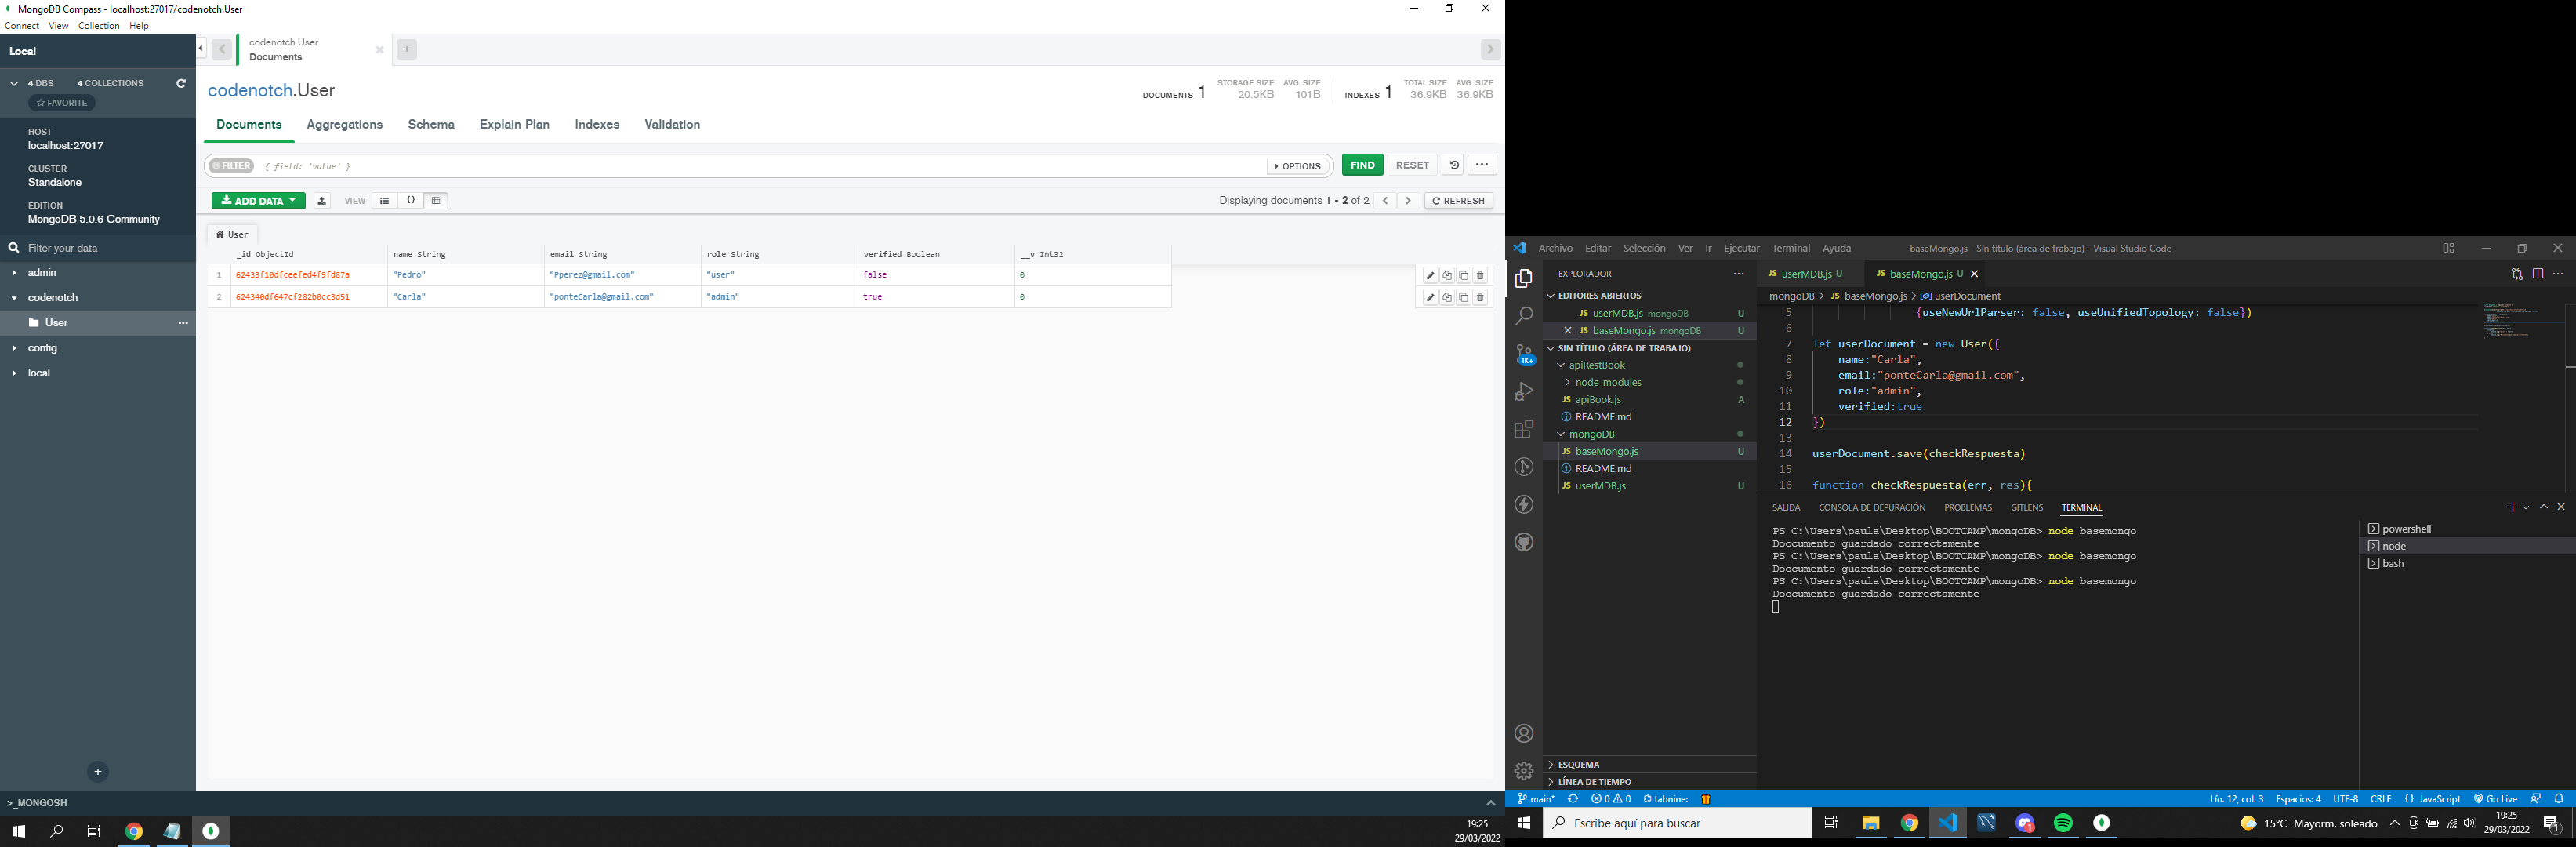 MongoDB Compass - localhost:27017/codenotch.User
Connect View Collection Help
Local
4 DBS 4 COLLECTIONS
FAVORITE
HOST
localhost:27017
CLUSTER
Standalone
EDITION
MongoDB 5.0.6 Community
Filter your data
admin
codenotch
User
config
local
>_MONGOSH
codenotch.User
Documents
codenotch.User
DOCUMENTS 1 STORAGE SIZE 20.5KB AVG. SIZE 101B INDEXES 1 TOTAL SIZE 36.9KB AVG. SIZE 36.9KB
Documents Aggregations Schema Explain Plan Indexes Validation
FILTER { field: 'value' } OPTIONS FIND RESET
ADD DATA VIEW {} Displaying documents 1 - 2 of 2 REFRESH
User
_id ObjectId name String email String role String verified Boolean __v Int32
1 62433f10dfceefed4f9fd87a "Pedro" "Pperez@gmail.com" "user" false 0
2 624340df647cf282b0cc3d51 "Carla" "ponteCarla@gmail.com" "admin" true 0
19:25
29/03/2022
Archivo Editar Selección Ver Ir Ejecutar Terminal Ayuda baseMongo.js - Sin título (área de trabajo) - Visual Studio Code
EXPLORADOR
EDITORES ABIERTOS
JS userMDB.js mongoDB U
JS baseMongo.js mongoDB U
SIN TÍTULO (ÁREA DE TRABAJO)
apiRestBook
node_modules
JS apiBook.js A
README.md
mongoDB
JS baseMongo.js U
README.md
JS userMDB.js U
ESQUEMA
LÍNEA DE TIEMPO
1K+
JS userMDB.js U JS baseMongo.js U
mongoDB > JS baseMongo.js > userDocument
5 {useNewUrlParser: false, useUnifiedTopology: false})
6
7 let userDocument = new User({
8 name:"Carla",
9 email:"ponteCarla@gmail.com",
10 role:"admin",
11 verified:true
12 })
13
14 userDocument.save(checkRespuesta)
15
16 function checkRespuesta(err, res){
SALIDA CONSOLA DE DEPURACIÓN PROBLEMAS GITLENS TERMINAL
PS C:\Users\paula\Desktop\BOOTCAMP\mongoDB> node basemongo
Doccumento guardado correctamente
PS C:\Users\paula\Desktop\BOOTCAMP\mongoDB> node basemongo
Doccumento guardado correctamente
PS C:\Users\paula\Desktop\BOOTCAMP\mongoDB> node basemongo
Doccumento guardado correctamente
powershell
node
bash
main* 0 0 tabnine: Lín. 12, col. 3 Espacios: 4 UTF-8 CRLF {} JavaScript Go Live
Escribe aquí para buscar
15°C Mayorm. soleado
19:25
29/03/2022
1